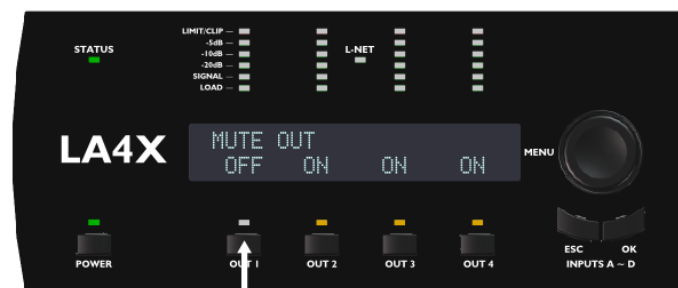 STATUS
LIMIT/CLIP
-5dB
-10dB
-20dB
SIGNAL
LOAD
L-NET
LA4X
MUTE OUT
OFF ON ON ON
MENU
POWER
OUT 1
OUT 2
OUT 3
OUT 4
ESC OK
INPUTS A ~ D